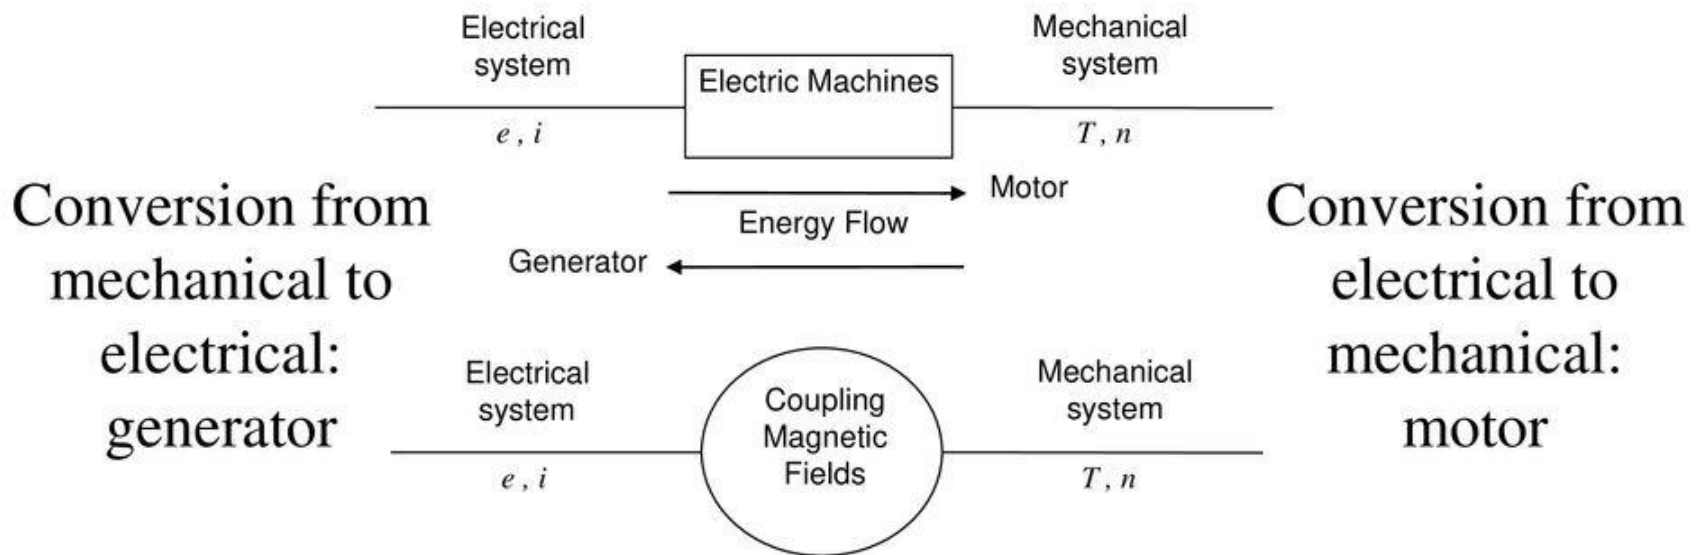 Electrical
system
Mechanical
system
Electric Machines
e , i
T , n
Motor
Energy Flow
Generator
Conversion from
mechanical to
electrical:
generator
Conversion from
electrical to
mechanical:
motor
Electrical
system
Coupling
Magnetic
Fields
Mechanical
system
e , i
T , n